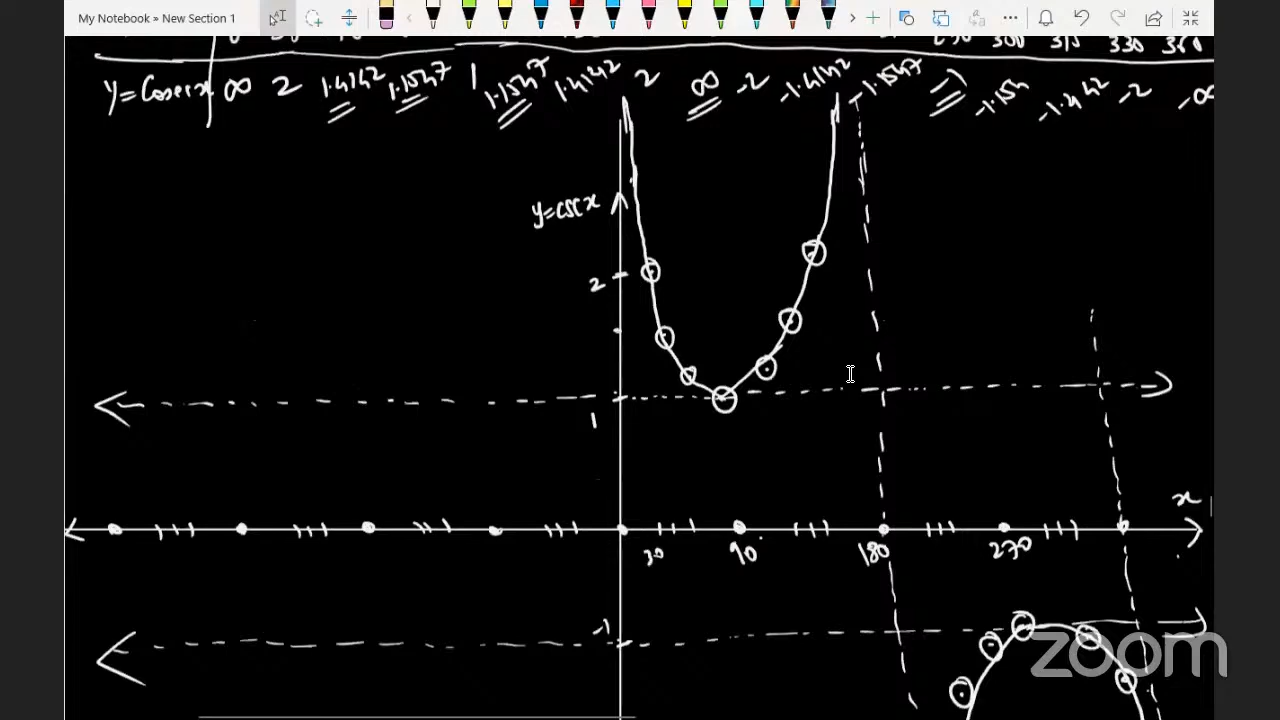 My Notebook » New Section 1
300 315 330 360
y=Cosecx ∞ 2 1.4142 1.1547 1 1.1547 1.4142 2 ∞ -2 -1.4142 -1.1547 -1 -1.154 -1.4142 -2 -∞
y=cscx
2
1
x
30 90 180 270
-1
zoom